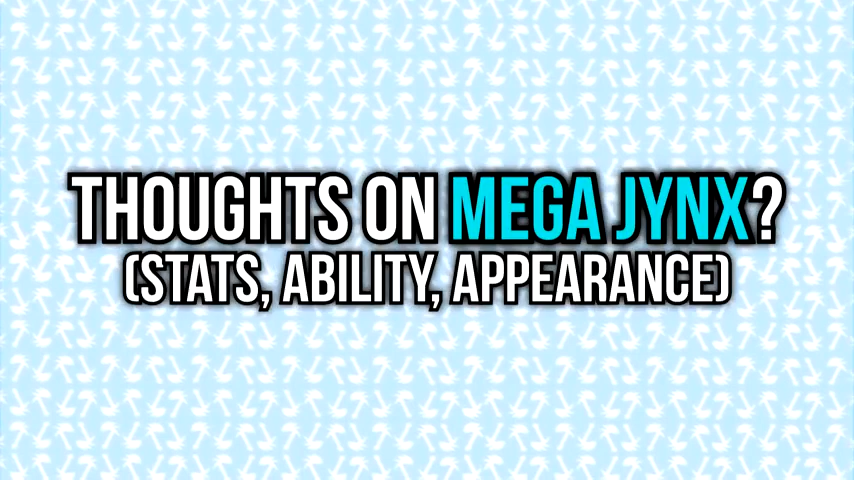 THOUGHTS ON MEGA JYNX?
(STATS, ABILITY, APPEARANCE)